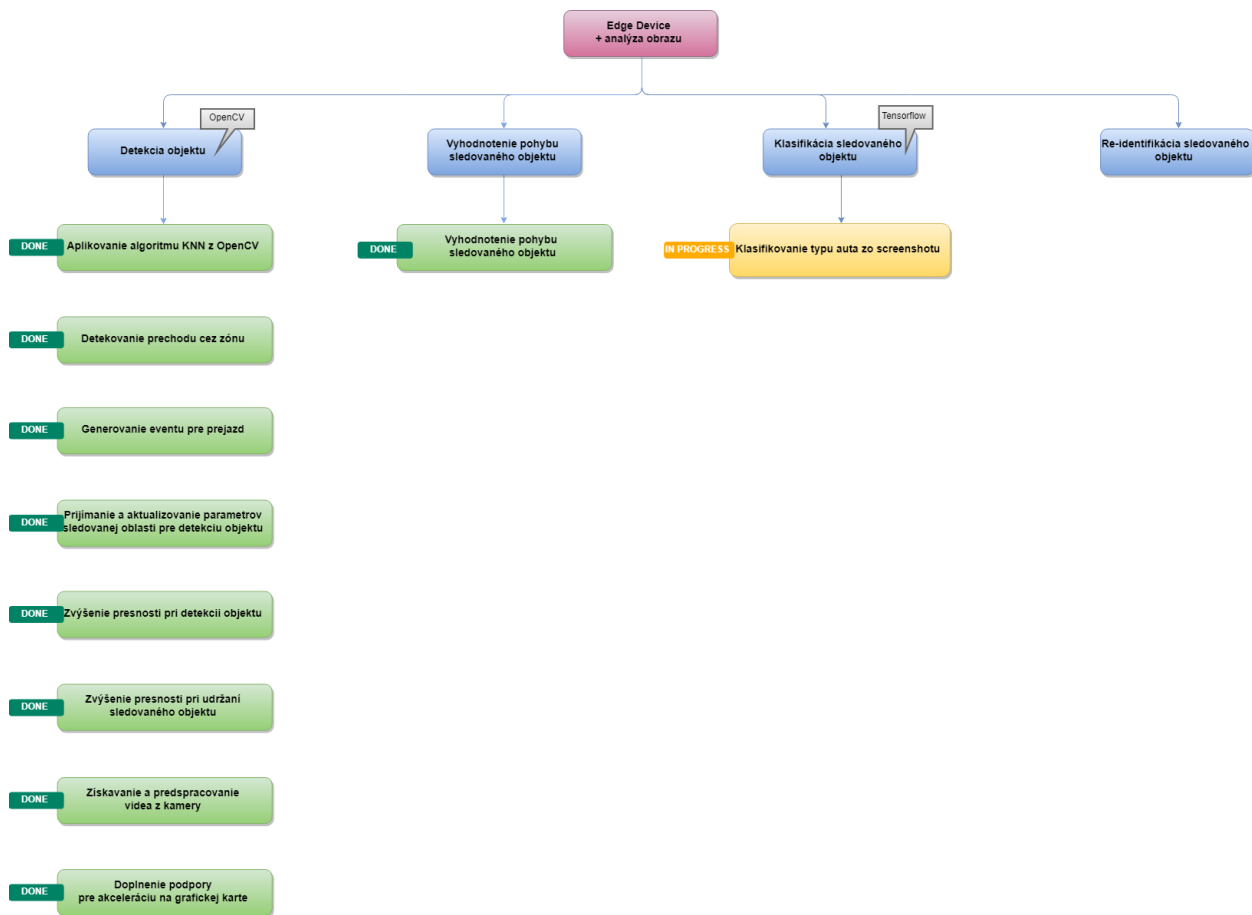 Edge Device
+ analýza obrazu
OpenCV
Detekcia objektu
Vyhodnotenie pohybu
sledovaného objektu
Tensorflow
Klasifikácia sledovaného
objektu
Re-identifikácia sledovaného
objektu
DONE
Aplikovanie algoritmu KNN z OpenCV
DONE
Vyhodnotenie pohybu
sledovaného objektu
IN PROGRESS
Klasifikovanie typu auta zo screenshotu
DONE
Detekovanie prechodu cez zónu
DONE
Generovanie eventu pre prejazd
DONE
Prijímanie a aktualizovanie parametrov
sledovanej oblasti pre detekciu objektu
DONE
Zvýšenie presnosti pri detekcii objektu
DONE
Zvýšenie presnosti pri udržaní
sledovaného objektu
DONE
Získavanie a predspracovanie
videa z kamery
DONE
Doplnenie podpory
pre akceleráciu na grafickej karte